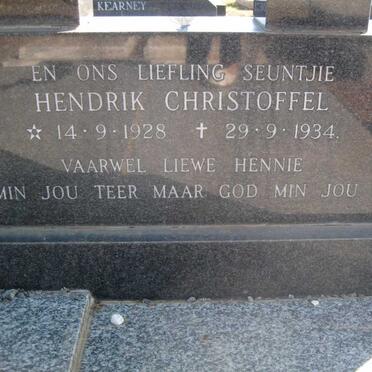 KEARNEY
EN ONS LIEFLING SEUNTJIE
HENDRIK CHRISTOFFEL
☆ 14·9·1928 ✝ 29·9·1934.
VAARWEL LIEWE HENNIE
MIN JOU TEER MAAR GOD MIN JOU